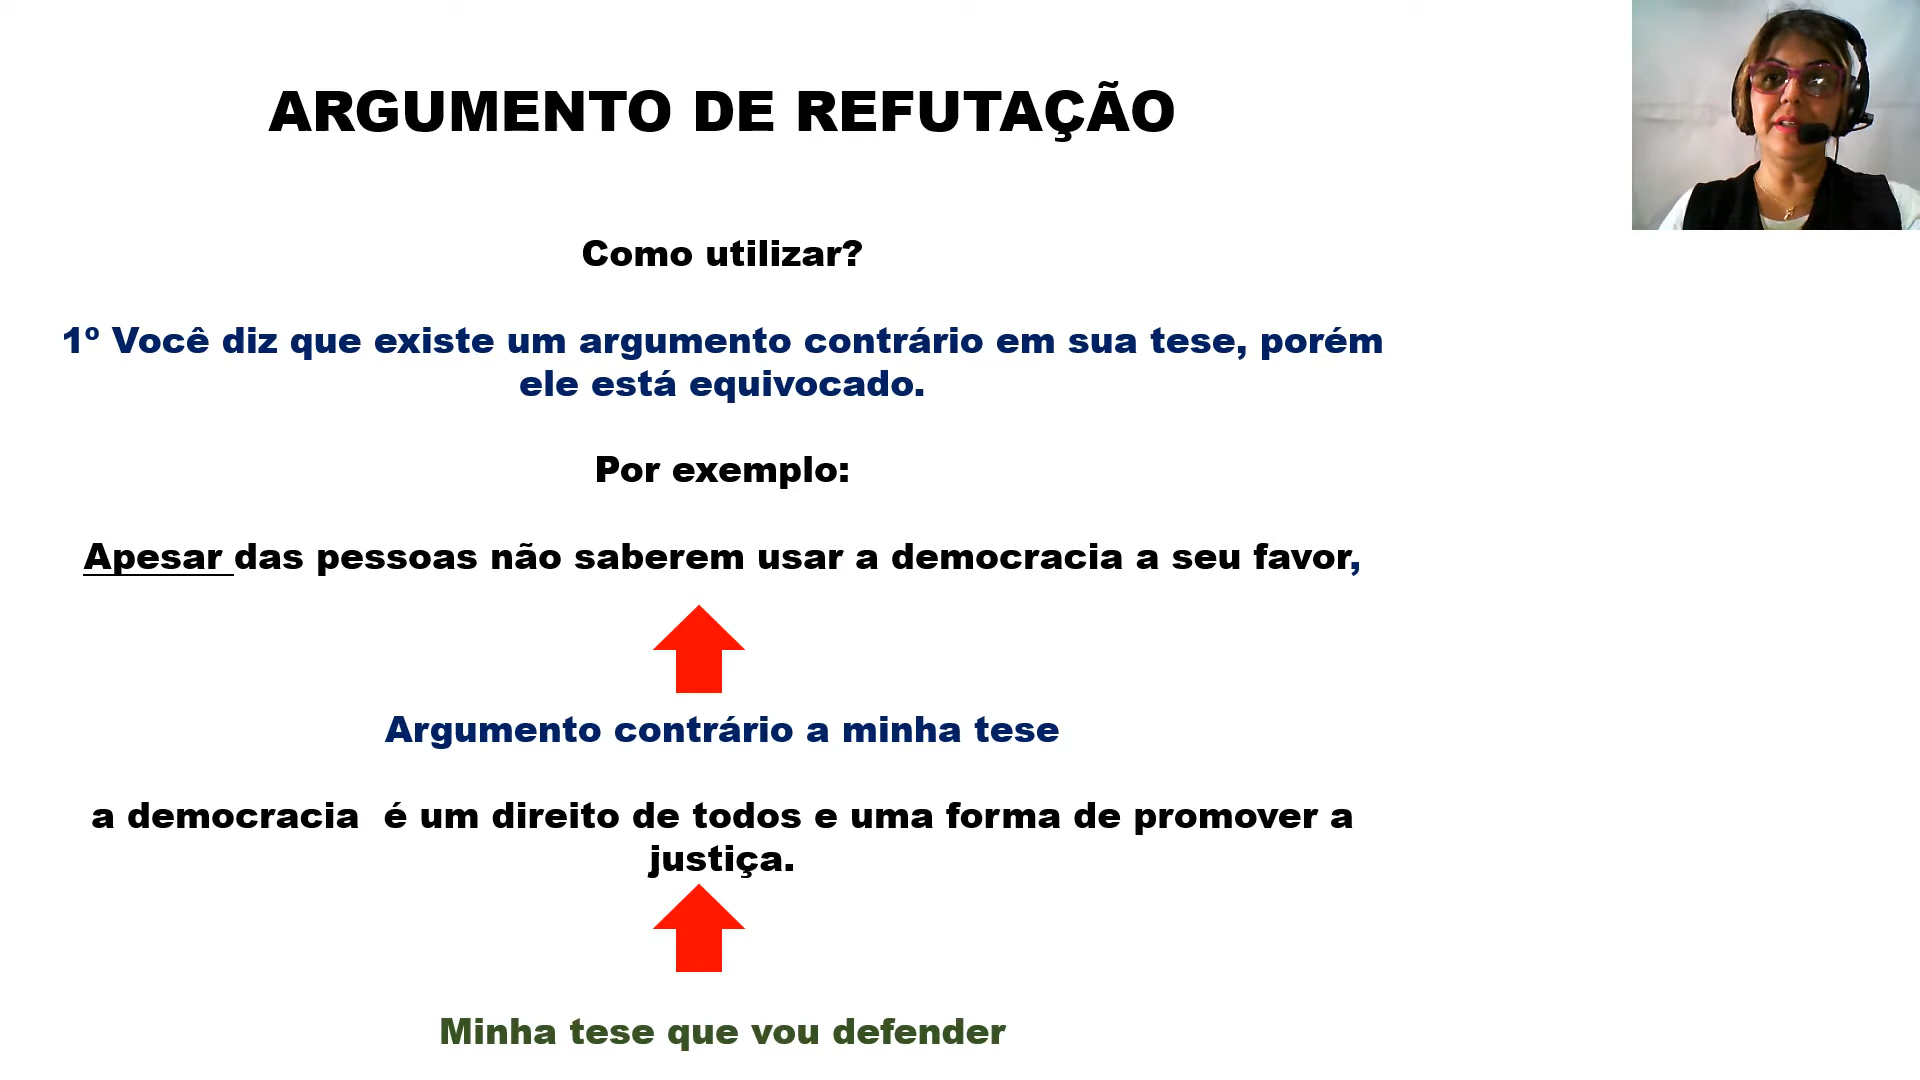 ARGUMENTO DE REFUTAÇÃO
Como utilizar?
1º Você diz que existe um argumento contrário em sua tese, porém
ele está equivocado.
Por exemplo:
Apesar das pessoas não saberem usar a democracia a seu favor,
Argumento contrário a minha tese
a democracia  é um direito de todos e uma forma de promover a
justiça.
Minha tese que vou defender